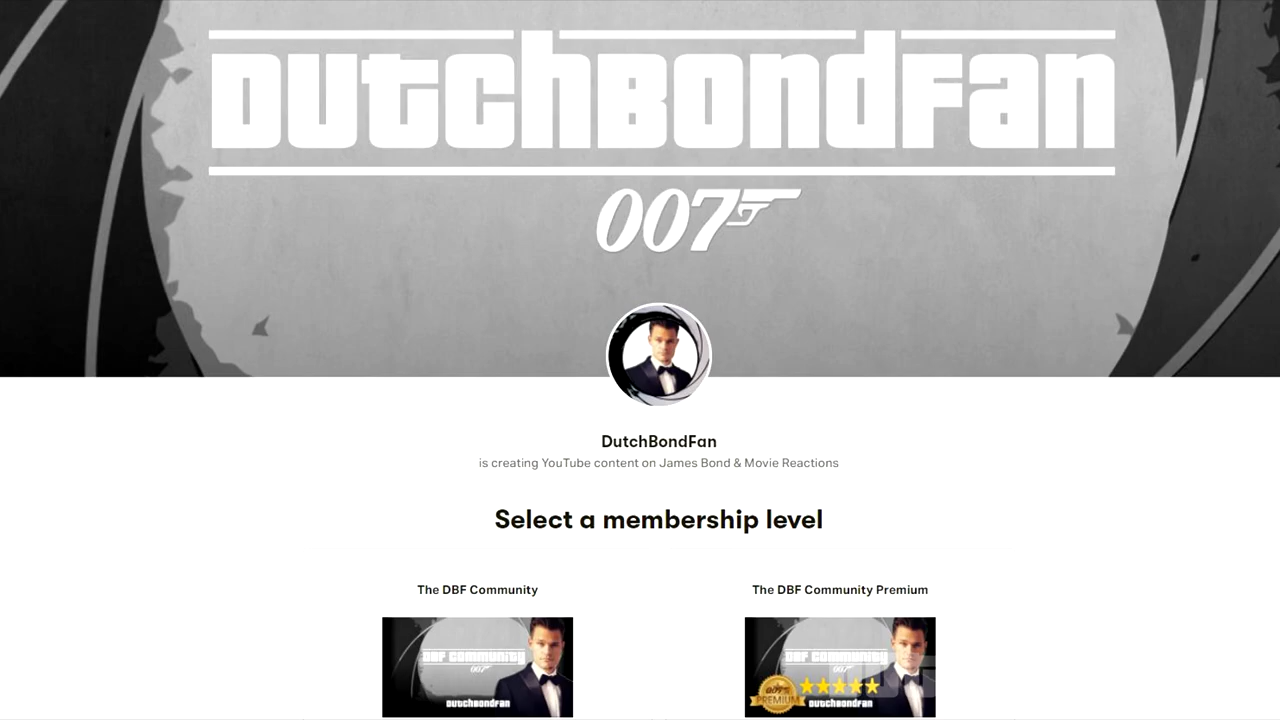 DutchBondFan
007
DutchBondFan
is creating YouTube content on James Bond & Movie Reactions
Select a membership level
The DBF Community
The DBF Community Premium
DBF Community
007
DutchBondFan
DBF Community
007
007
PREMIUM
DutchBondFan